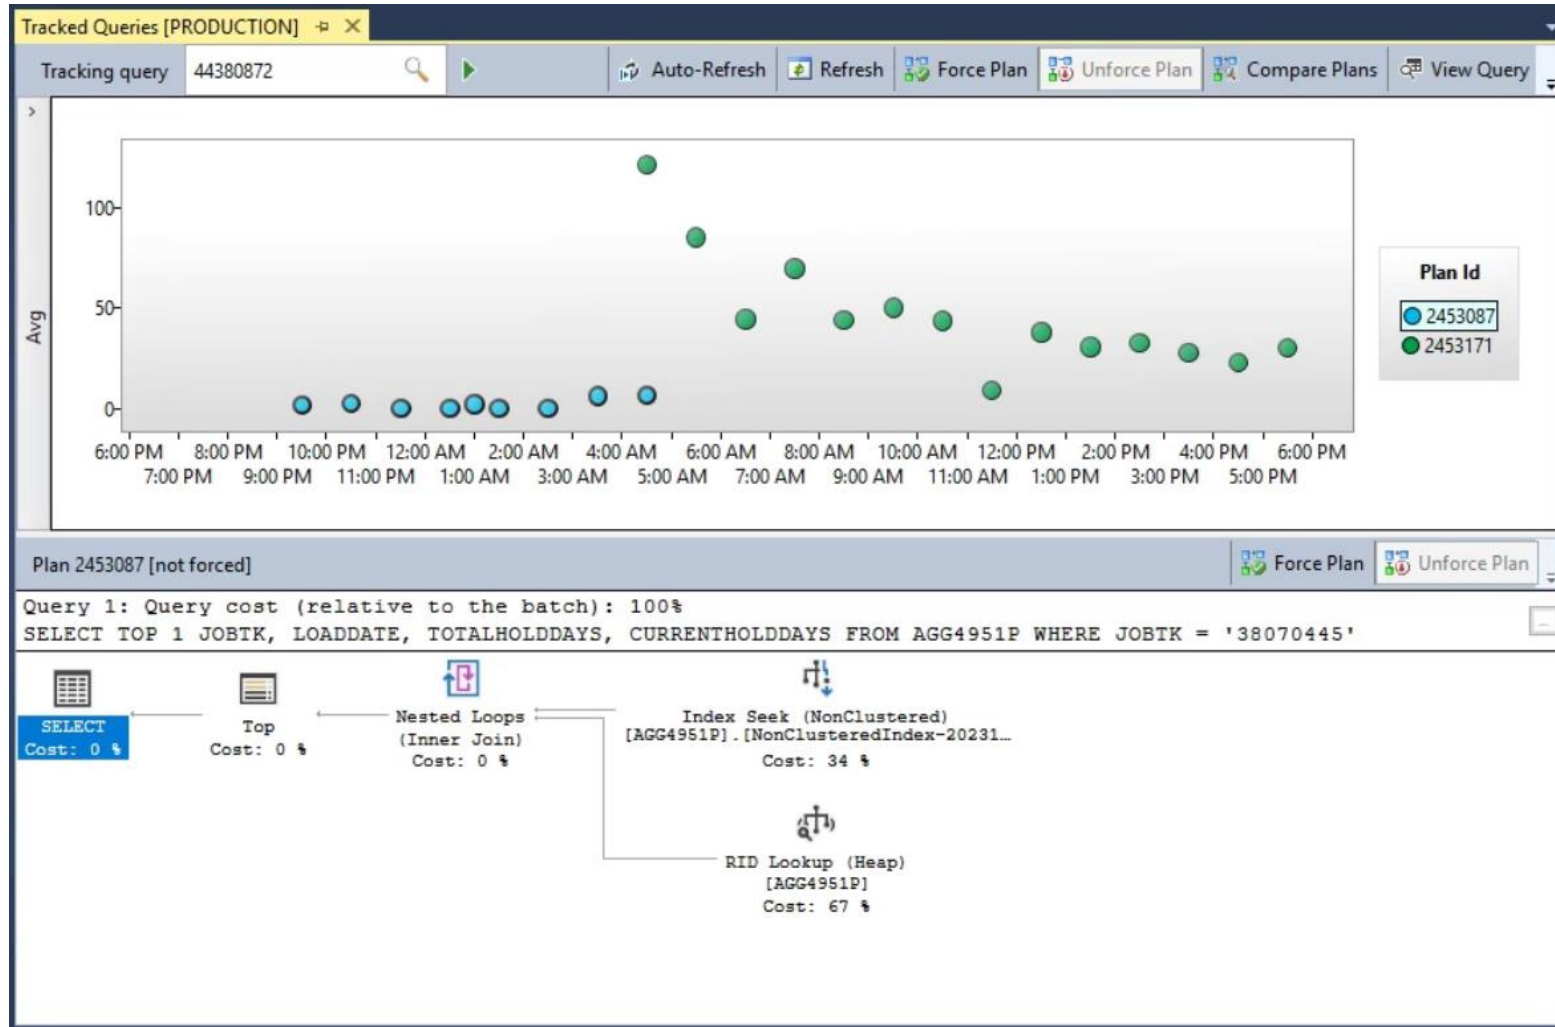 Tracked Queries [PRODUCTION]
Tracking query 44380872 Auto-Refresh Refresh Force Plan Unforce Plan Compare Plans View Query
Avg
100
50
0
6:00 PM 8:00 PM 10:00 PM 12:00 AM 2:00 AM 4:00 AM 6:00 AM 8:00 AM 10:00 AM 12:00 PM 2:00 PM 4:00 PM 6:00 PM
7:00 PM 9:00 PM 11:00 PM 1:00 AM 3:00 AM 5:00 AM 7:00 AM 9:00 AM 11:00 AM 1:00 PM 3:00 PM 5:00 PM
Plan Id
2453087
2453171
Plan 2453087 [not forced] Force Plan Unforce Plan
Query 1: Query cost (relative to the batch): 100%
SELECT TOP 1 JOBTK, LOADDATE, TOTALHOLDDAYS, CURRENTHOLDDAYS FROM AGG4951P WHERE JOBTK = '38070445'
...
SELECT
Cost: 0 %
Top
Cost: 0 %
Nested Loops
(Inner Join)
Cost: 0 %
Index Seek (NonClustered)
[AGG4951P].[NonClusteredIndex-20231…
Cost: 34 %
RID Lookup (Heap)
[AGG4951P]
Cost: 67 %